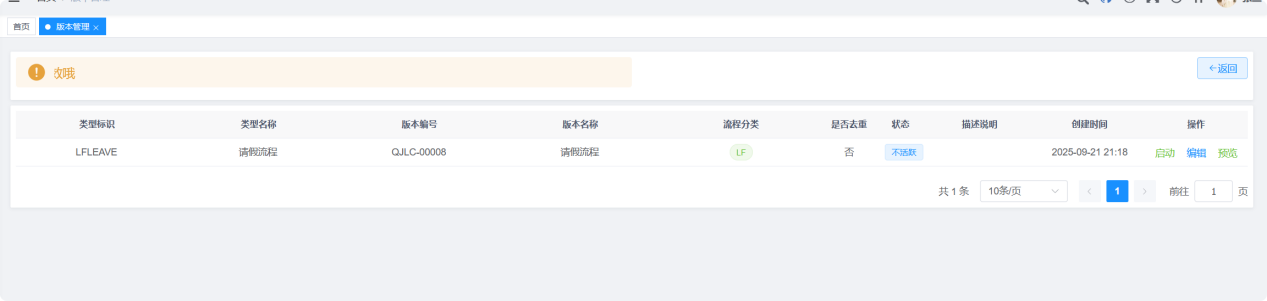 首页
版本管理 ×
! 哦
←返回
类型标识 类型名称 版本编号 版本名称 流程分类 是否去重 状态 描述说明 创建时间 操作
LFLEAVE 请假流程 QJLC-00008 请假流程 LF 否 不活跃 2025-09-21 21:18 启动 编辑 预览
共 1 条 10条/页 < 1 > 前往 1 页